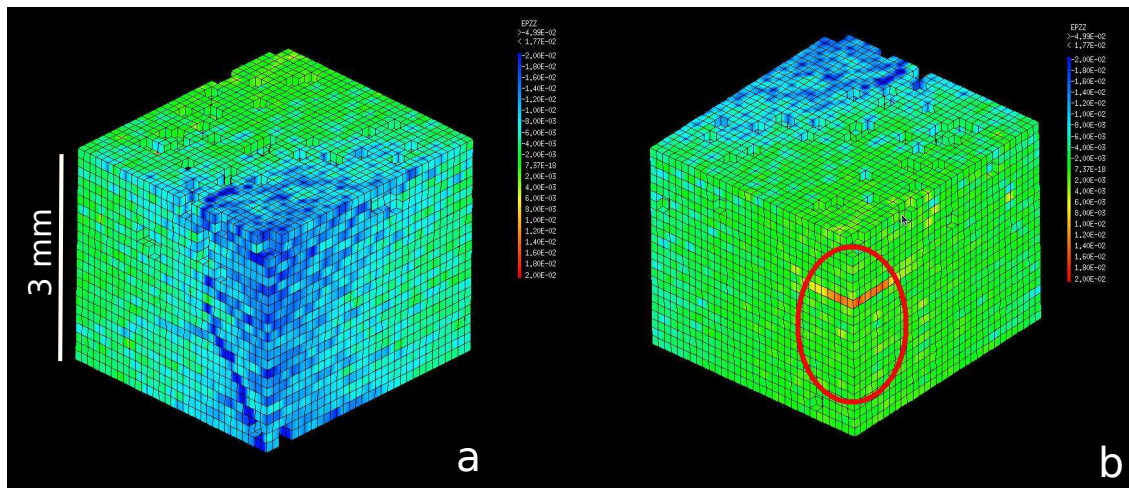 EPZZ
>-4.99E-02
< 1.77E-02
-2.00E-02
-1.80E-02
-1.60E-02
-1.40E-02
-1.20E-02
-1.00E-02
-8.00E-03
-6.00E-03
-4.00E-03
-2.00E-03
7.37E-18
2.00E-03
4.00E-03
6.00E-03
8.00E-03
1.00E-02
1.20E-02
1.40E-02
1.60E-02
1.80E-02
2.00E-02
3 mm
a
EPZZ
>-4.99E-02
< 1.77E-02
-2.00E-02
-1.80E-02
-1.60E-02
-1.40E-02
-1.20E-02
-1.00E-02
-8.00E-03
-6.00E-03
-4.00E-03
-2.00E-03
7.37E-18
2.00E-03
4.00E-03
6.00E-03
8.00E-03
1.00E-02
1.20E-02
1.40E-02
1.60E-02
1.80E-02
2.00E-02
b